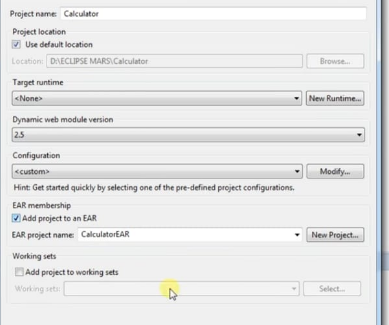 Project name: Calculator
Project location
Use default location
Location: D:\ECLIPSE MARS\Calculator Browse...
Target runtime
<None> New Runtime...
Dynamic web module version
2.5
Configuration
<custom> Modify...
Hint: Get started quickly by selecting one of the pre-defined project configurations.
EAR membership
Add project to an EAR
EAR project name: CalculatorEAR New Project...
Working sets
Add project to working sets
Working sets: Select...